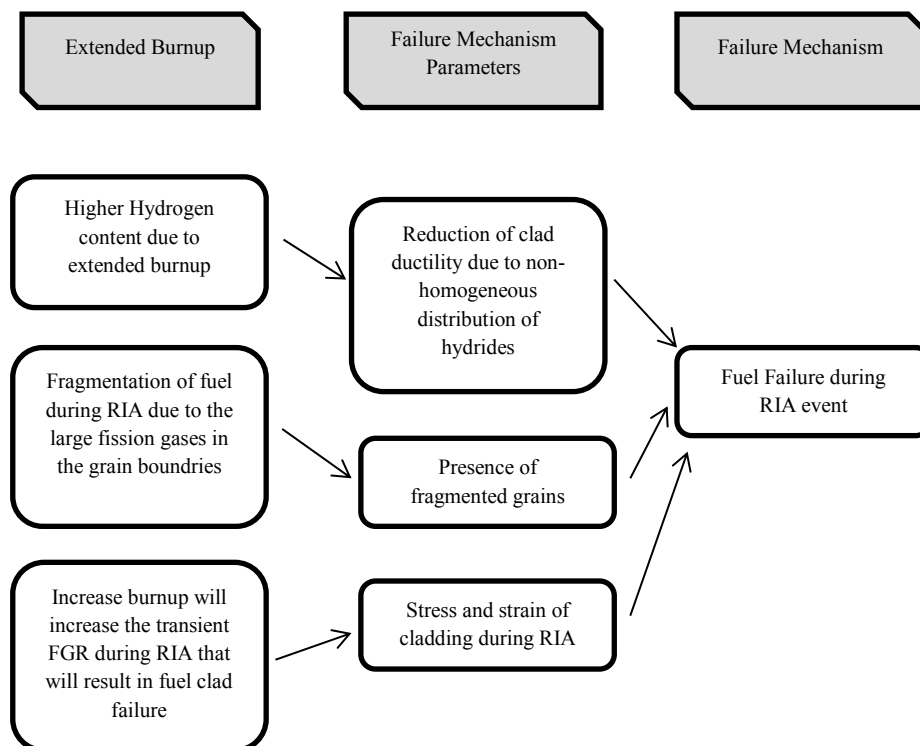 Extended Burnup
Failure Mechanism
Parameters
Failure Mechanism
Higher Hydrogen
content due to
extended burnup
Reduction of clad
ductility due to non-
homogeneous
distribution of
hydrides
Fragmentation of fuel
during RIA due to the
large fission gases in
the grain boundries
Fuel Failure during
RIA event
Presence of
fragmented grains
Increase burnup will
increase the transient
FGR during RIA that
will result in fuel clad
failure
Stress and strain of
cladding during RIA